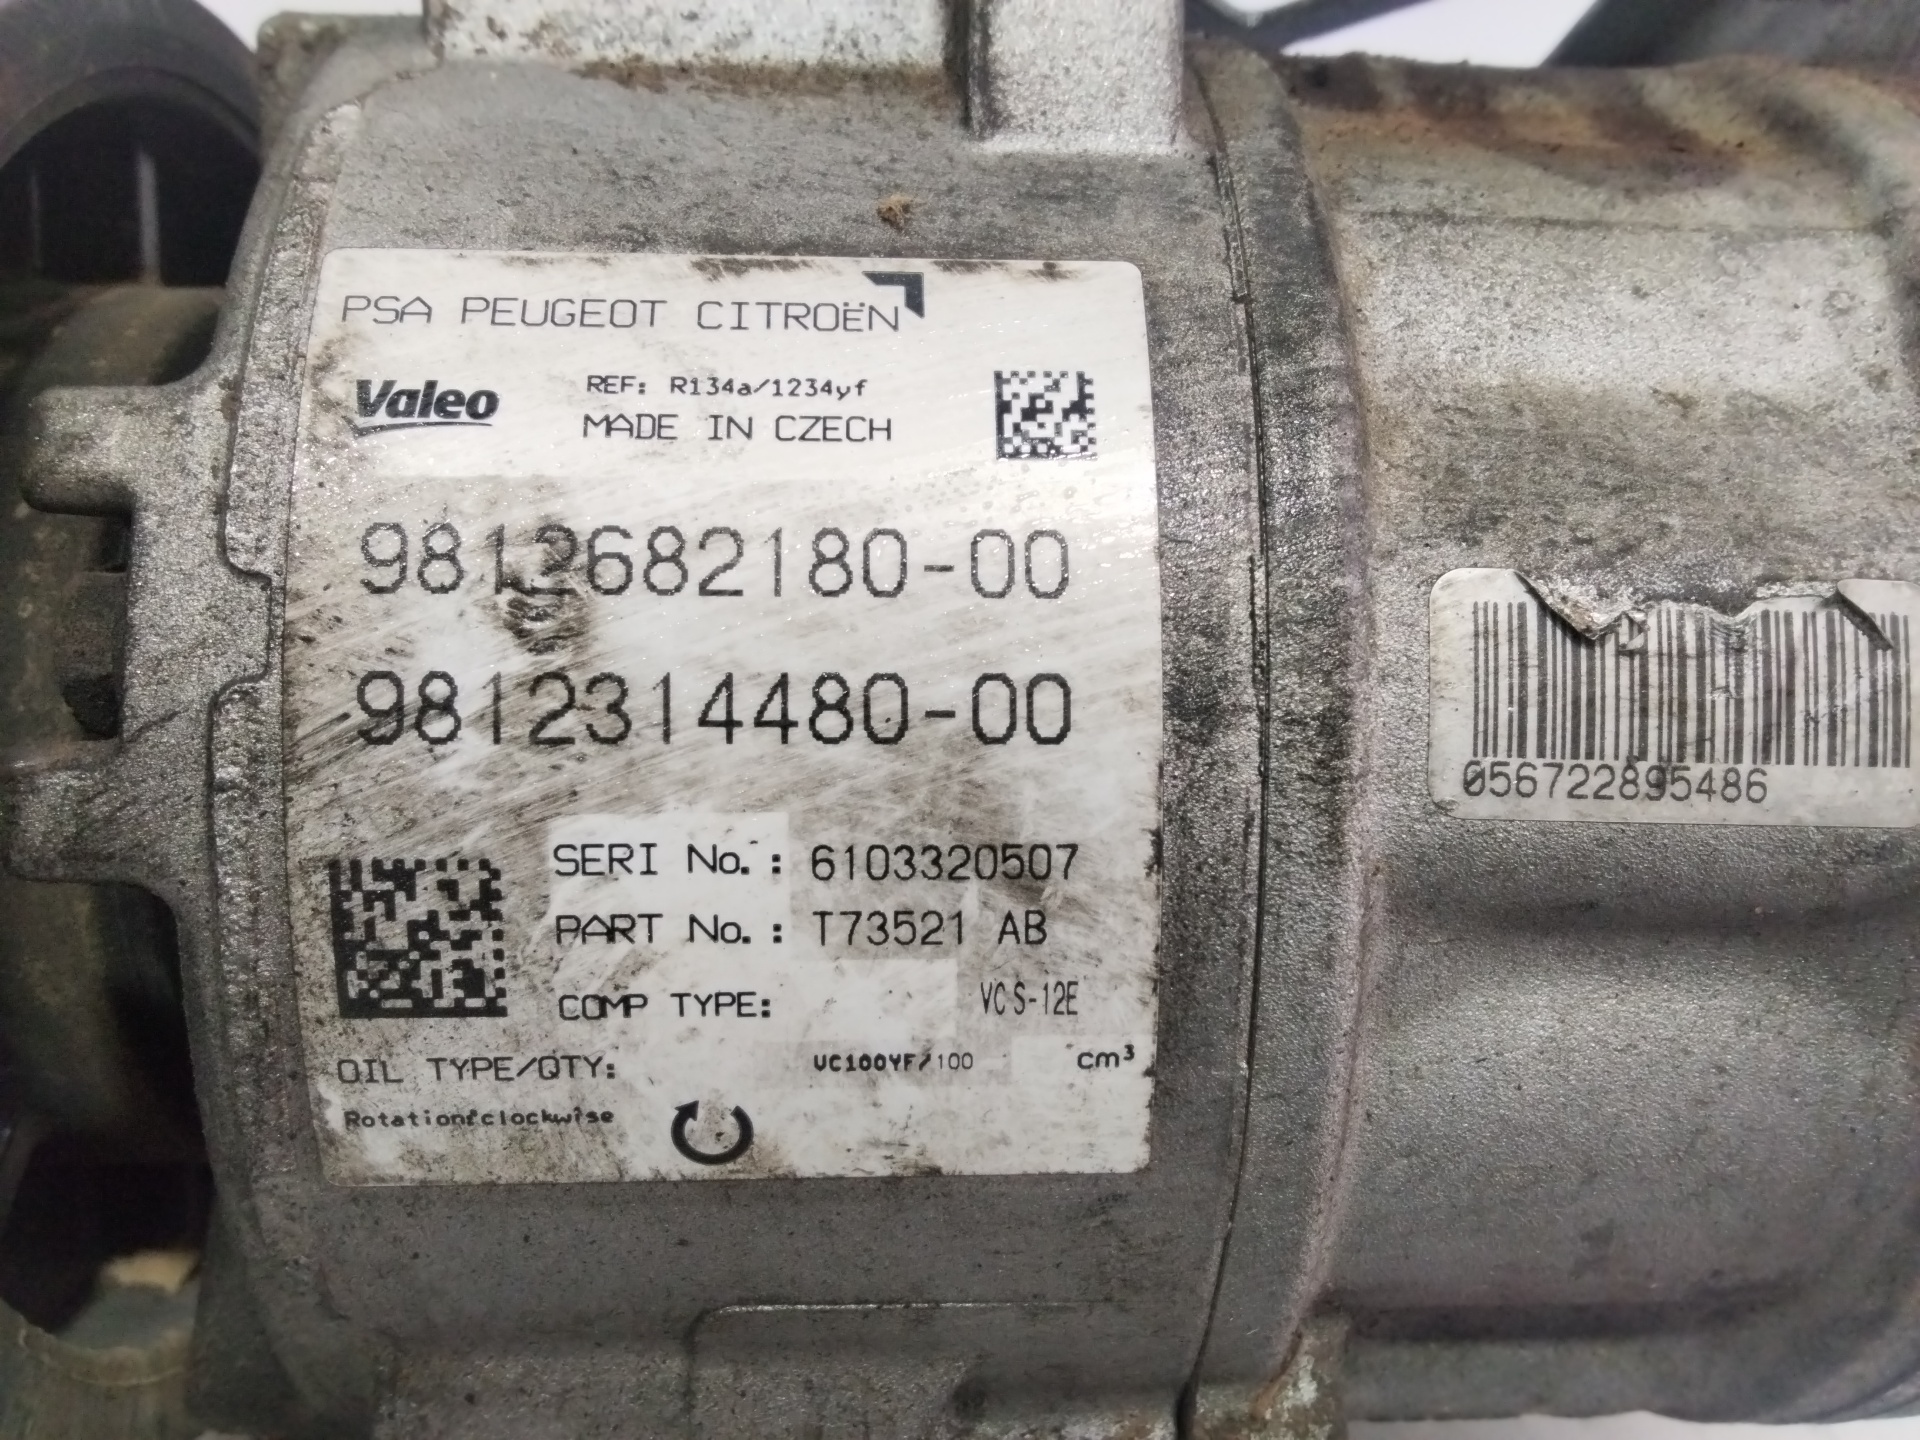 PSA PEUGEOT CITROËN
Valeo
REF: R134a/1234yf
MADE IN CZECH
9812682180-00
9812314480-00
SERI No.: 6103320507
PART No.: T73521 AB
COMP TYPE: VCS-12E
OIL TYPE/QTY: VC100YF/100 cm³
Rotation:clockwise
056722895486